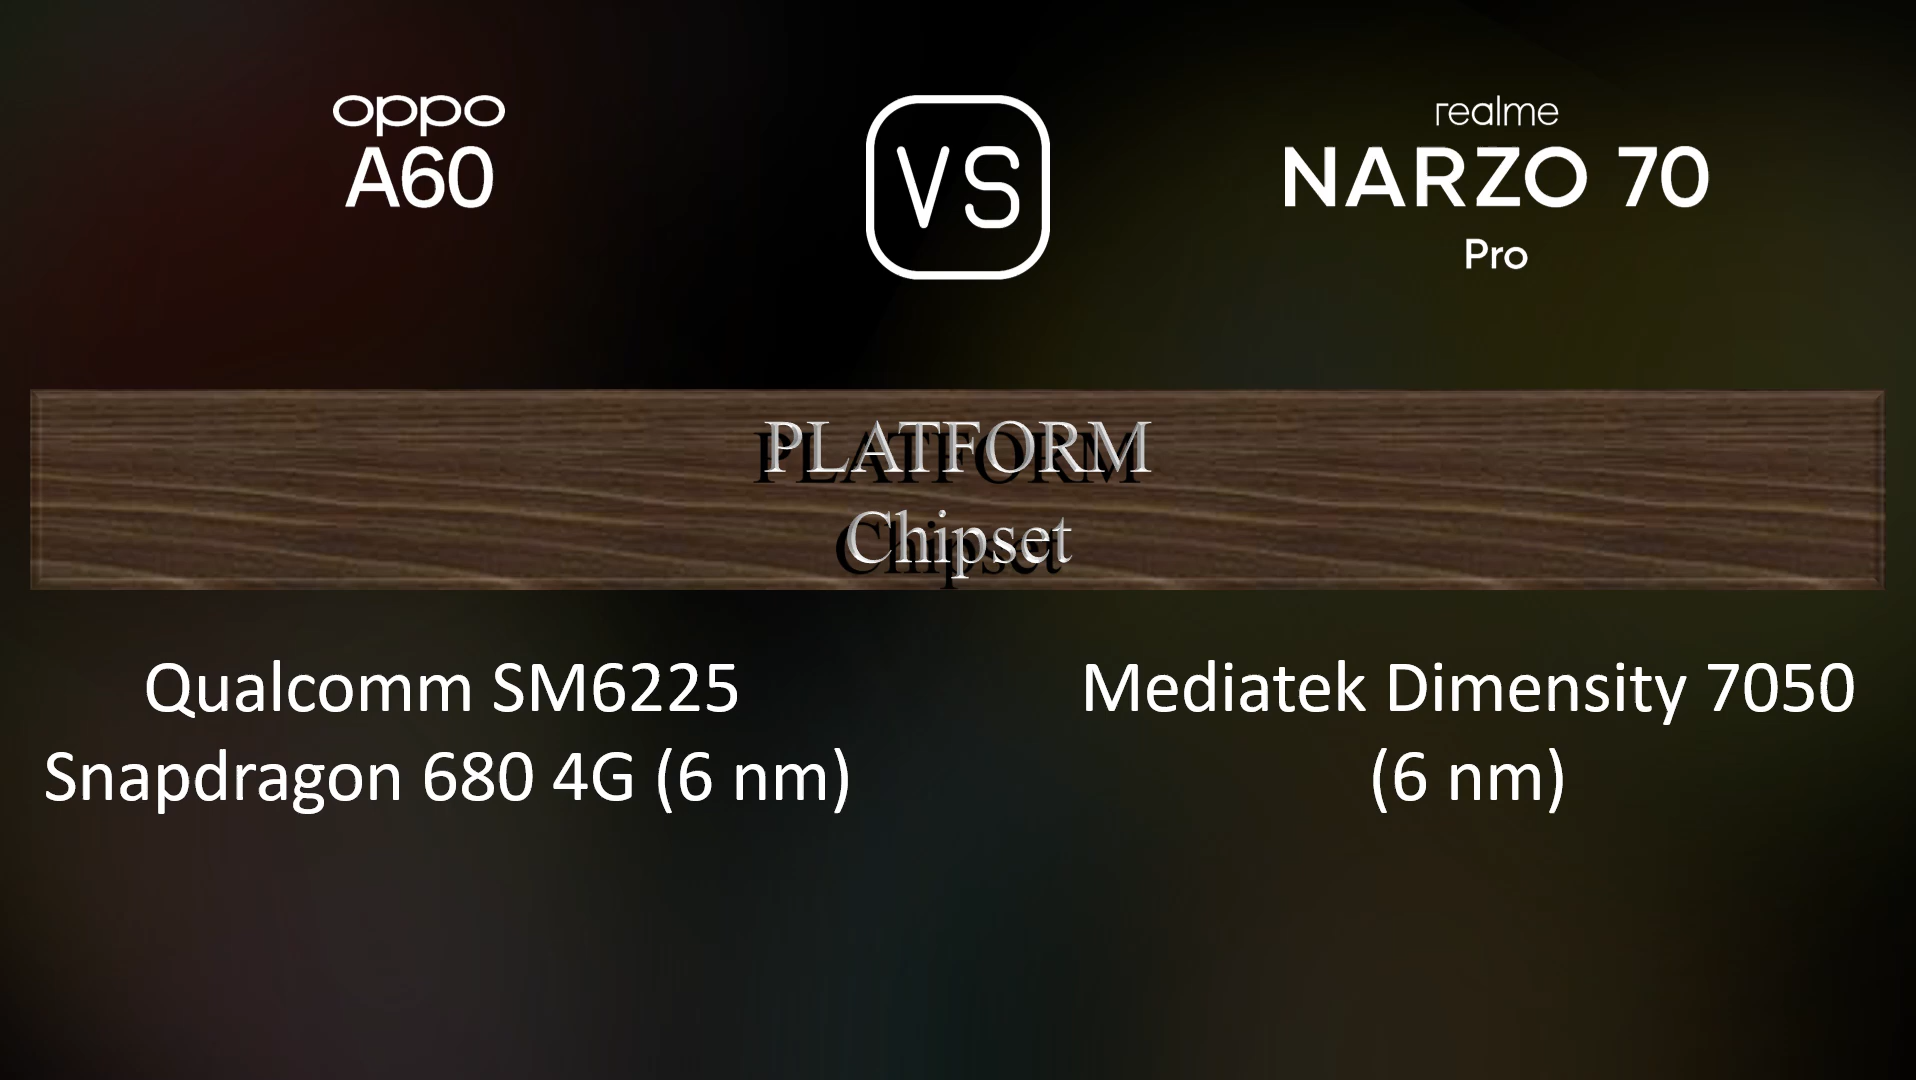 oppo
A60
VS
realme
NARZO 70
Pro
PLATFORM
Chipset
Qualcomm SM6225
Snapdragon 680 4G (6 nm)
Mediatek Dimensity 7050
(6 nm)